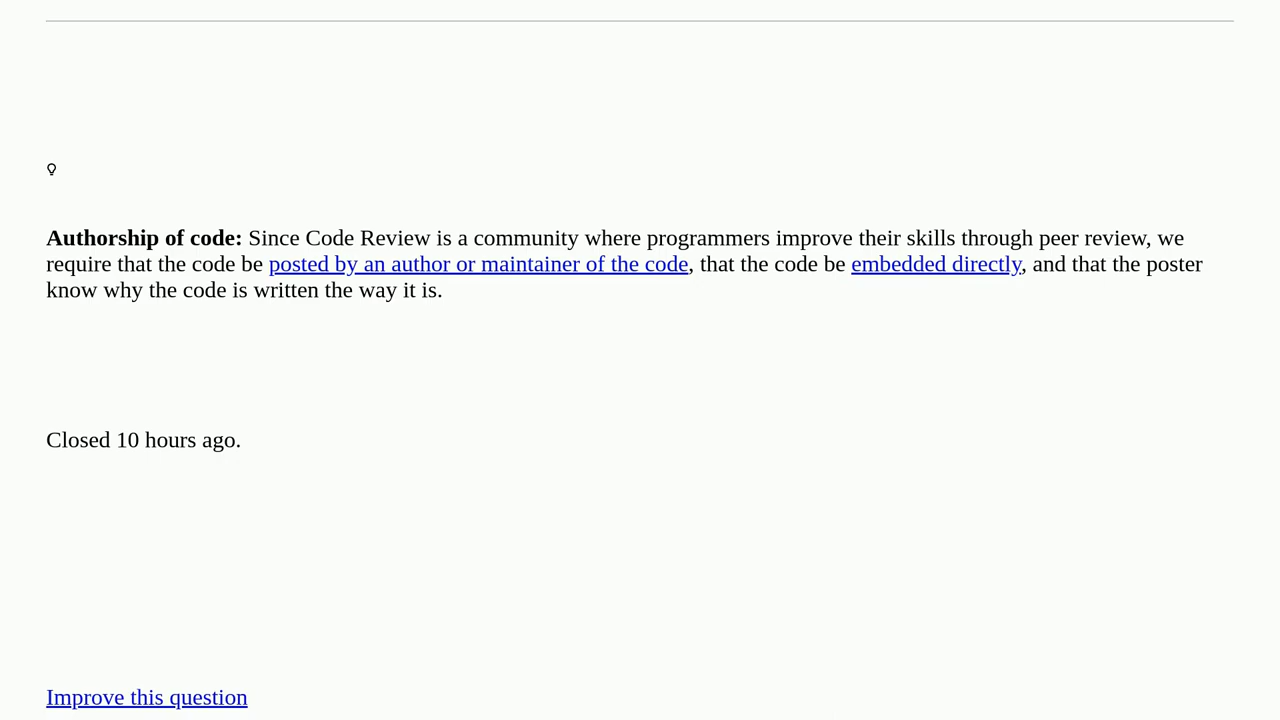 Authorship of code: Since Code Review is a community where programmers improve their skills through peer review, we
require that the code be posted by an author or maintainer of the code, that the code be embedded directly, and that the poster
know why the code is written the way it is.
Closed 10 hours ago.
Improve this question